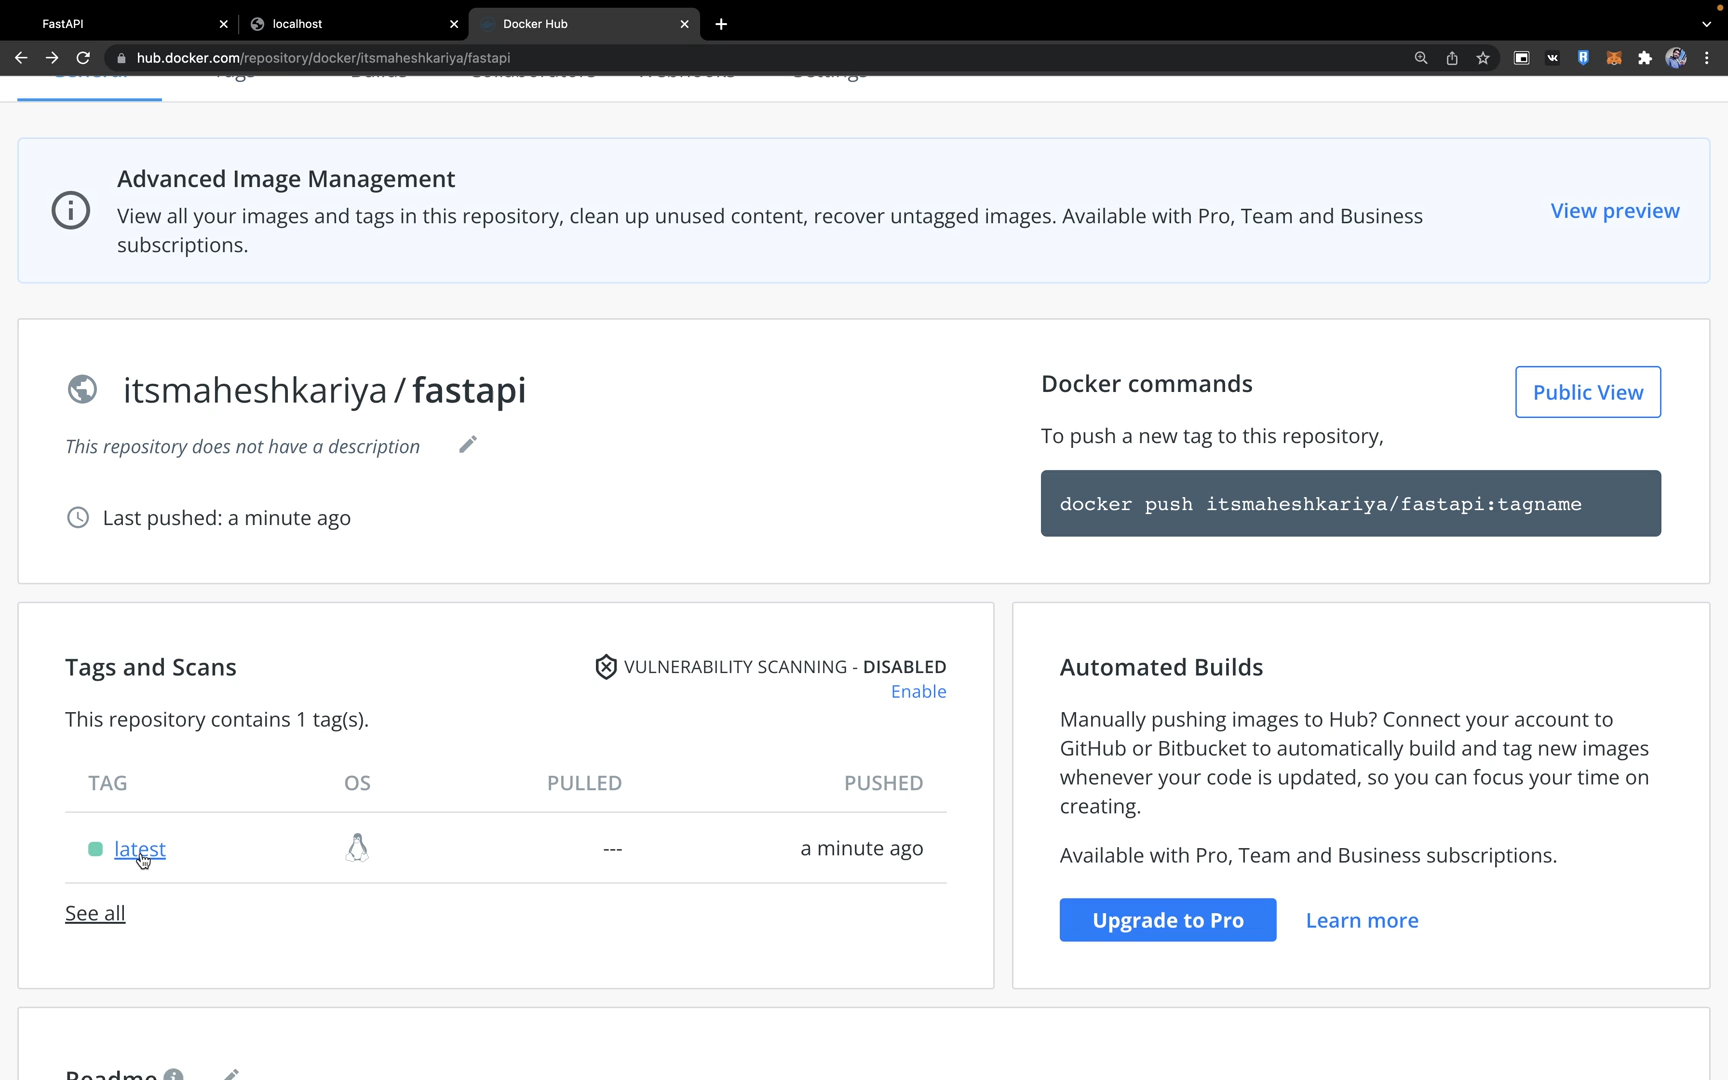 FastAPI
localhost
Docker Hub
hub.docker.com/repository/docker/itsmaheshkariya/fastapi
General Tags Builds Collaborators Webhooks Settings
Advanced Image Management
View all your images and tags in this repository, clean up unused content, recover untagged images. Available with Pro, Team and Business
subscriptions.
View preview
itsmaheshkariya / fastapi
This repository does not have a description
Last pushed: a minute ago
Docker commands
Public View
To push a new tag to this repository,
docker push itsmaheshkariya/fastapi:tagname
Tags and Scans
VULNERABILITY SCANNING - DISABLED
Enable
This repository contains 1 tag(s).
TAG OS PULLED PUSHED
latest --- a minute ago
See all
Automated Builds
Manually pushing images to Hub? Connect your account to
GitHub or Bitbucket to automatically build and tag new images
whenever your code is updated, so you can focus your time on
creating.
Available with Pro, Team and Business subscriptions.
Upgrade to Pro Learn more
Readme